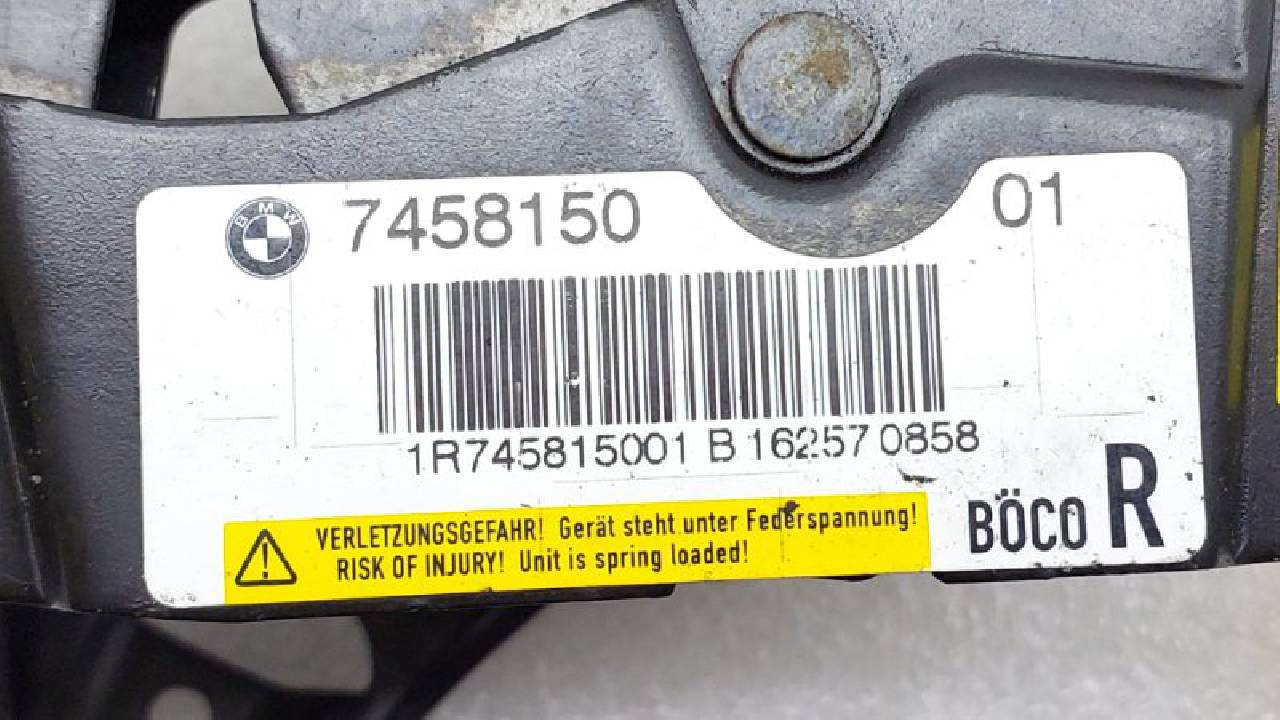 BMW 7458150 01
1R745815001 B 162570858
VERLETZUNGSGEFAHR! Gerät steht unter Federspannung!
RISK OF INJURY! Unit is spring loaded!
BÖCO R